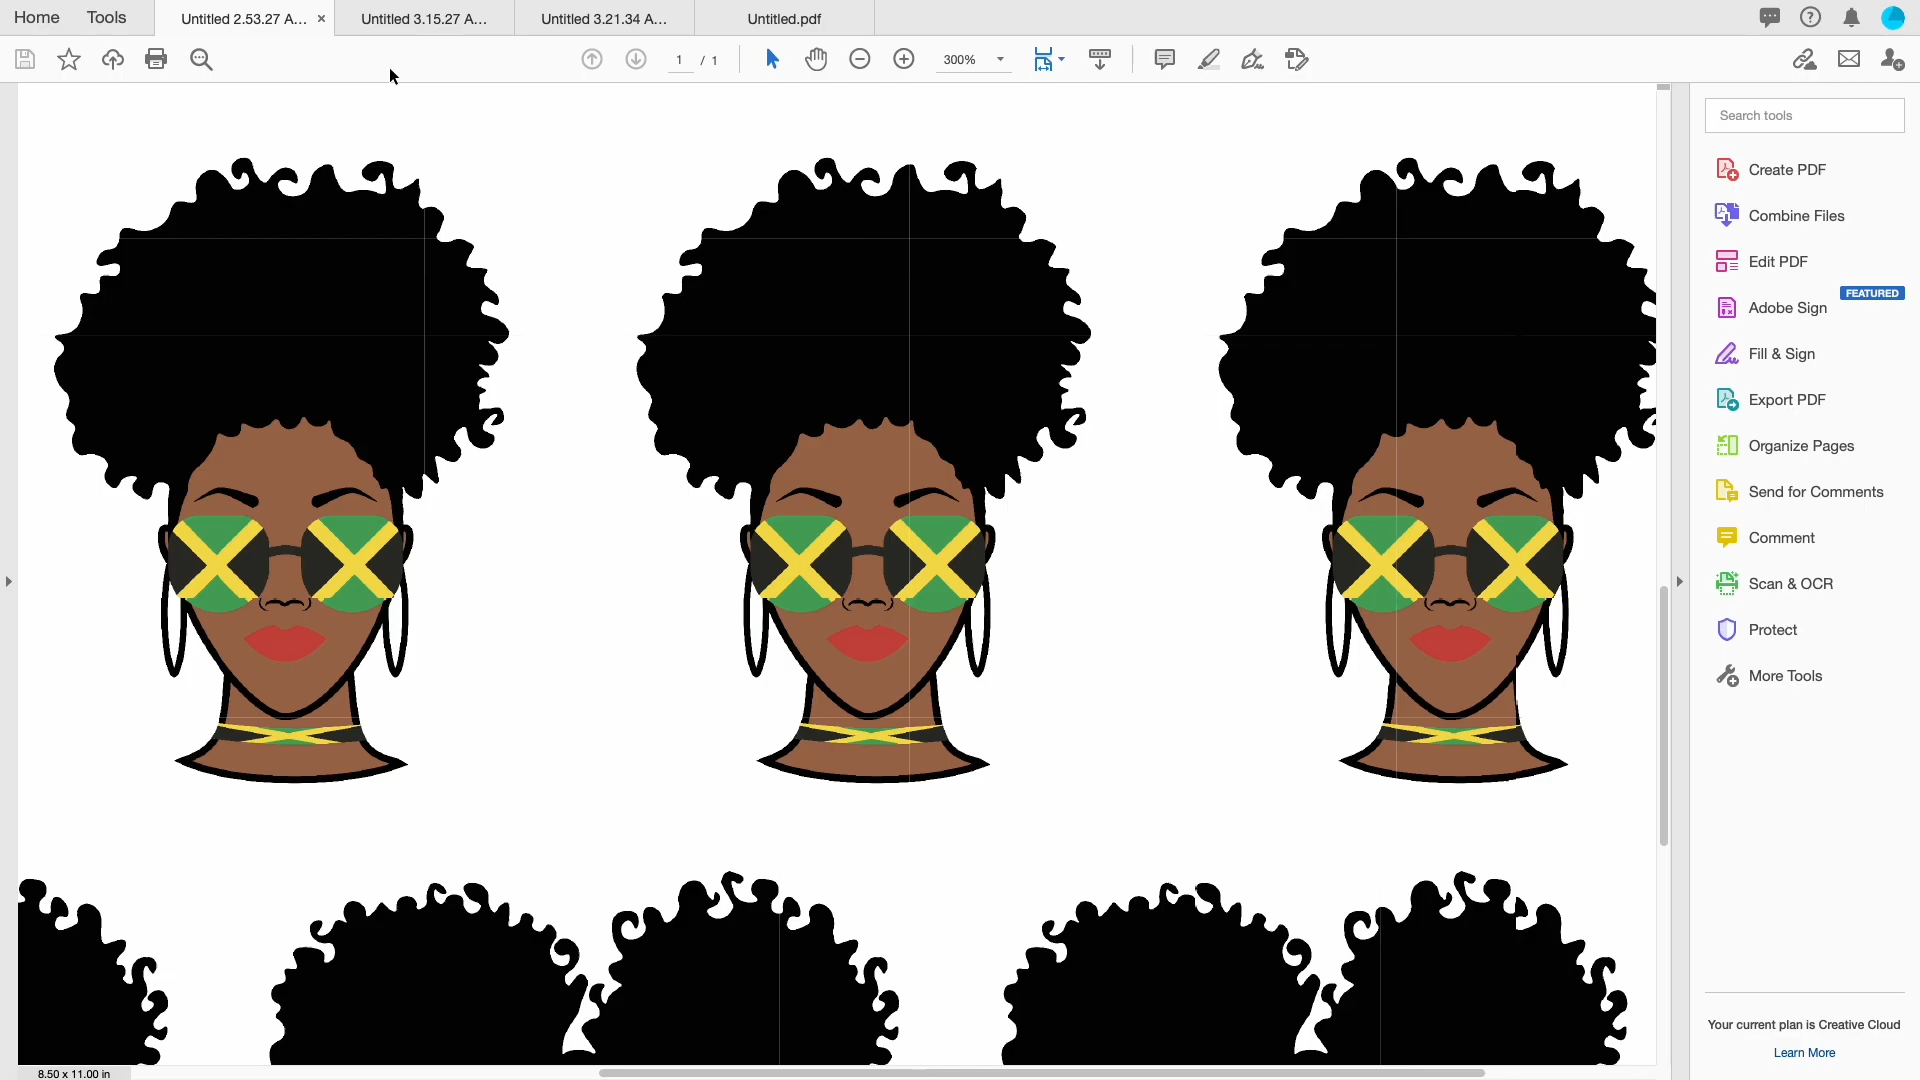 Home
Tools
Untitled 2.53.27 A...
Untitled 3.15.27 A...
Untitled 3.21.34 A...
Untitled.pdf
1 / 1
300%
Search tools
Create PDF
Combine Files
Edit PDF
FEATURED
Adobe Sign
Fill & Sign
Export PDF
Organize Pages
Send for Comments
Comment
Scan & OCR
Protect
More Tools
Your current plan is Creative Cloud
Learn More
8.50 x 11.00 in